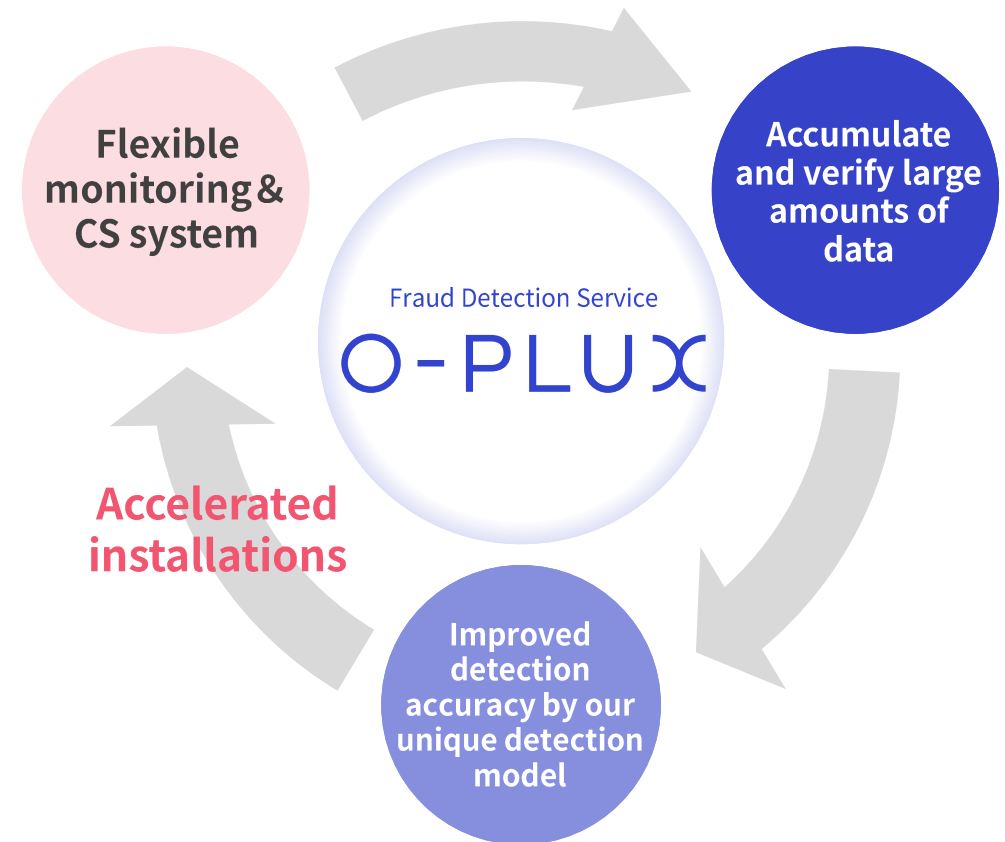 Flexible
monitoring &
CS system
Accumulate
and verify large
amounts of
data
Fraud Detection Service
O-PLUX
Accelerated
installations
Improved
detection
accuracy by our
unique detection
model